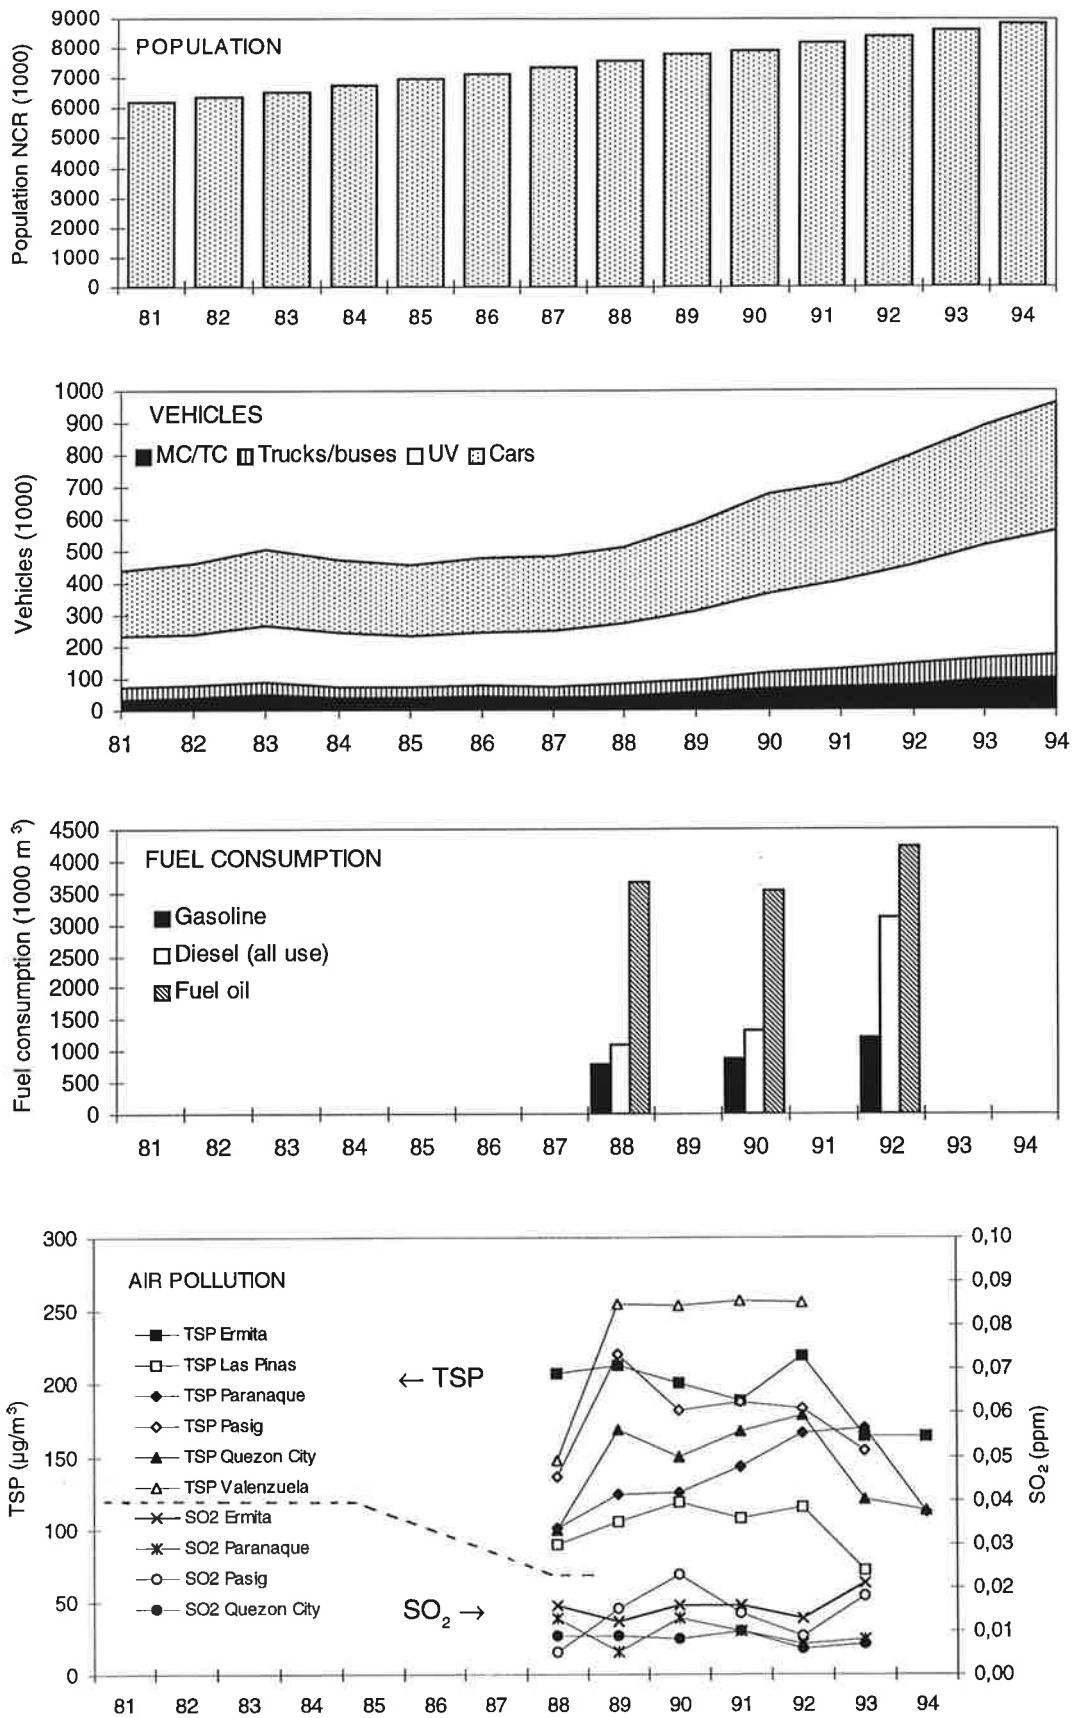 POPULATION
Population NCR (1000)
9000
8000
7000
6000
5000
4000
3000
2000
1000
0
81 82 83 84 85 86 87 88 89 90 91 92 93 94
VEHICLES
MC/TC Trucks/buses UV Cars
Vehicles (1000)
1000
900
800
700
600
500
400
300
200
100
0
81 82 83 84 85 86 87 88 89 90 91 92 93 94
FUEL CONSUMPTION
Gasoline
Diesel (all use)
Fuel oil
Fuel consumption (1000 m³)
4500
4000
3500
3000
2500
2000
1500
1000
500
0
81 82 83 84 85 86 87 88 89 90 91 92 93 94
AIR POLLUTION
TSP Ermita
TSP Las Pinas
TSP Paranaque
TSP Pasig
TSP Quezon City
TSP Valenzuela
SO2 Ermita
SO2 Paranaque
SO2 Pasig
SO2 Quezon City
← TSP
SO₂ →
TSP (µg/m³)
300
250
200
150
100
50
0
SO₂ (ppm)
0,10
0,09
0,08
0,07
0,06
0,05
0,04
0,03
0,02
0,01
0,00
81 82 83 84 85 86 87 88 89 90 91 92 93 94